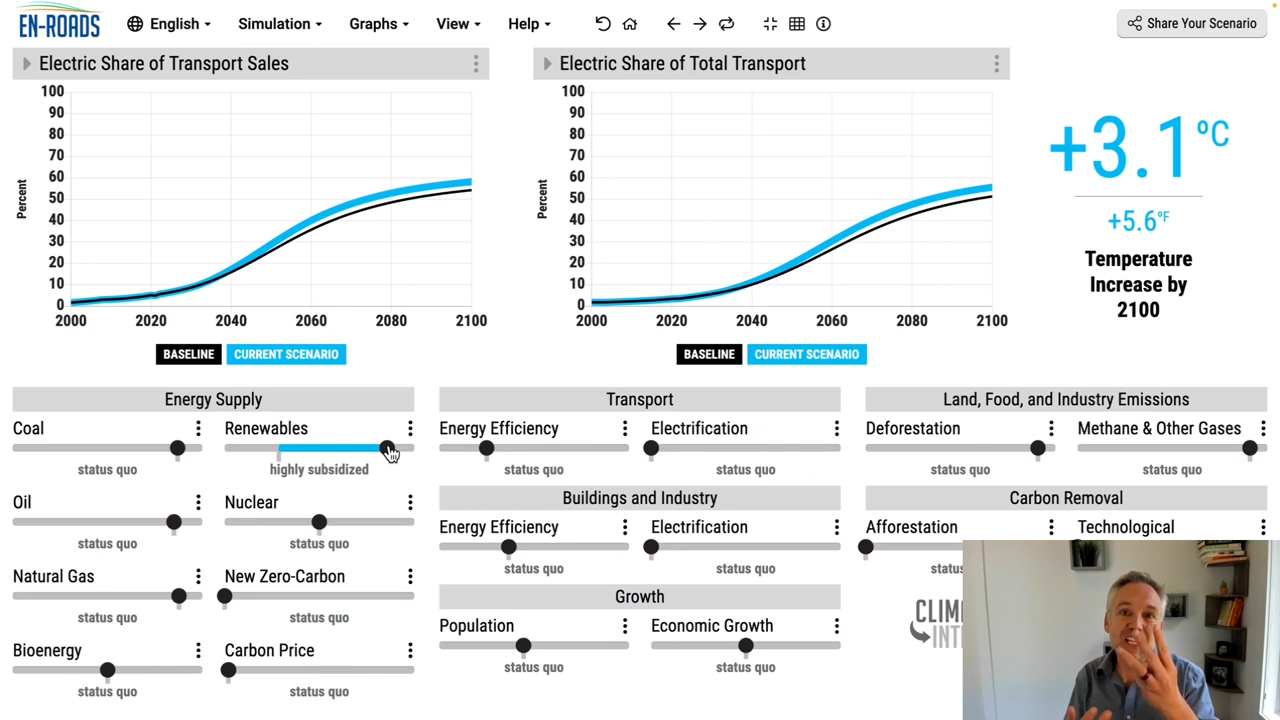 EN-ROADS
English
Simulation
Graphs
View
Help
Share Your Scenario
Electric Share of Transport Sales
Electric Share of Total Transport
100
90
80
70
60
50
40
30
20
10
0
Percent
2000
2020
2040
2060
2080
2100
BASELINE
CURRENT SCENARIO
100
90
80
70
60
50
40
30
20
10
0
Percent
2000
2020
2040
2060
2080
2100
BASELINE
CURRENT SCENARIO
+3.1°C
+5.6°F
Temperature
Increase by
2100
Energy Supply
Coal
status quo
Renewables
highly subsidized
Oil
status quo
Nuclear
status quo
Natural Gas
status quo
New Zero-Carbon
status quo
Bioenergy
status quo
Carbon Price
status quo
Transport
Energy Efficiency
status quo
Electrification
status quo
Buildings and Industry
Energy Efficiency
status quo
Electrification
status quo
Growth
Population
status quo
Economic Growth
status quo
Land, Food, and Industry Emissions
Deforestation
status quo
Methane & Other Gases
status quo
Carbon Removal
Afforestation
Technological